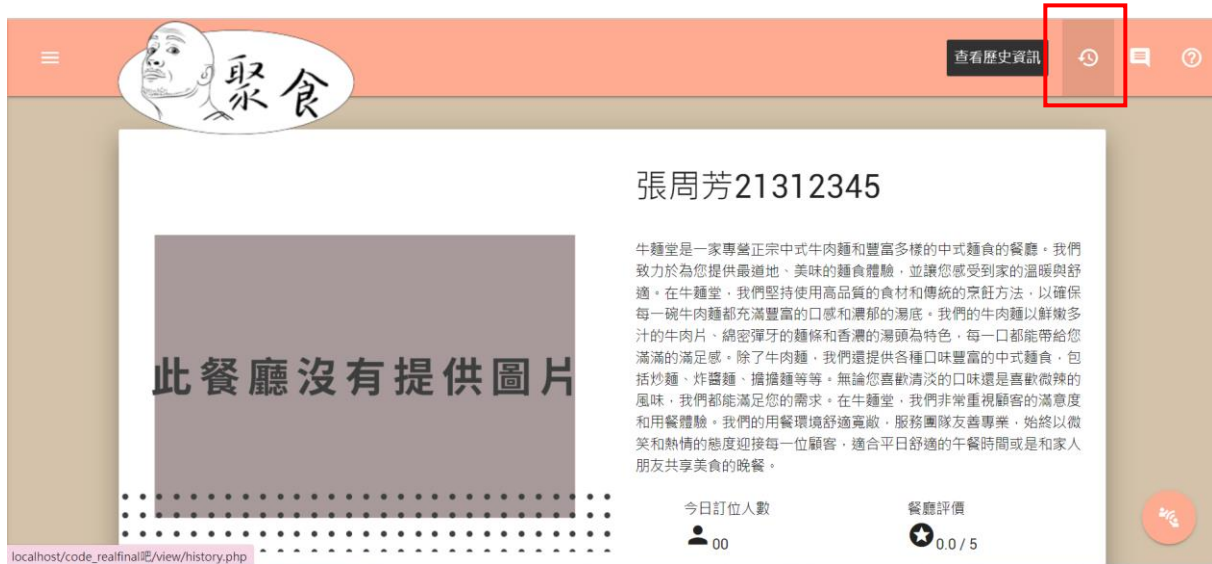 聚食
查看歷史資訊
張周芳21312345
牛麵堂是一家專營正宗中式牛肉麵和豐富多樣的中式麵食的餐廳。我們
致力於為您提供最道地、美味的麵食體驗，並讓您感受到家的溫暖與舒
適。在牛麵堂，我們堅持使用高品質的食材和傳統的烹飪方法，以確保
每一碗牛肉麵都充滿豐富的口感和濃郁的湯底。我們的牛肉麵以鮮嫩多
汁的牛肉片、綿密彈牙的麵條和香濃的湯頭為特色，每一口都能帶給您
滿滿的滿足感。除了牛肉麵，我們還提供各種口味豐富的中式麵食，包
括炒麵、炸醬麵、擔擔麵等等。無論您喜歡清淡的口味還是喜歡微辣的
風味，我們都能滿足您的需求。在牛麵堂，我們非常重視顧客的滿意度
和用餐體驗。我們的用餐環境舒適寬敞，服務團隊友善專業，始終以微
笑和熱情的態度迎接每一位顧客，適合平日舒適的午餐時間或是和家人
朋友共享美食的晚餐。
此餐廳沒有提供圖片
今日訂位人數
00
餐廳評價
0.0 / 5
localhost/code_realfinal吧/view/history.php